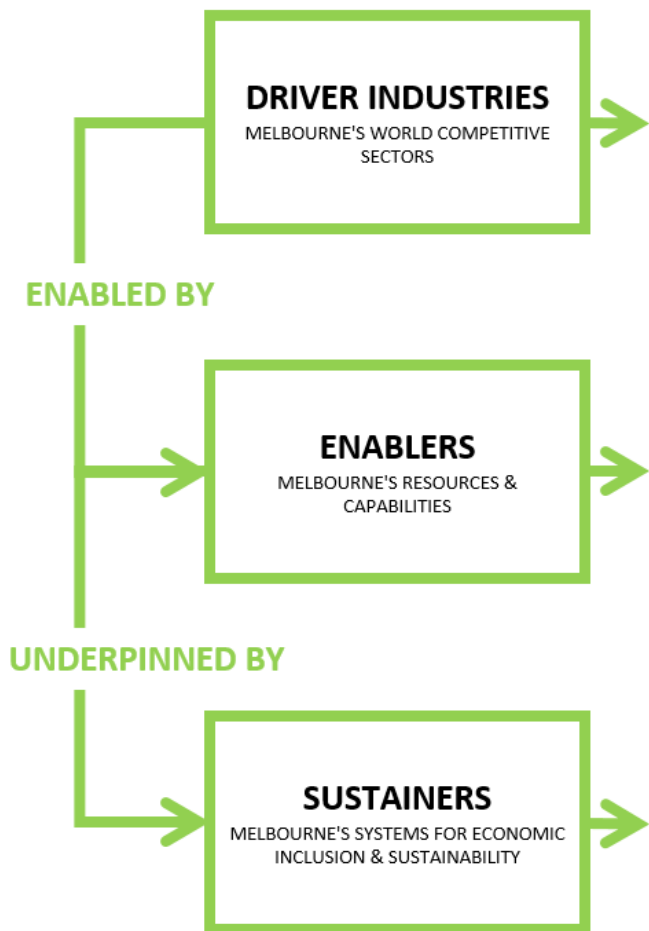 DRIVER INDUSTRIES
MELBOURNE'S WORLD COMPETITIVE
SECTORS
ENABLED BY
ENABLERS
MELBOURNE'S RESOURCES &
CAPABILITIES
UNDERPINNED BY
SUSTAINERS
MELBOURNE'S SYSTEMS FOR ECONOMIC
INCLUSION & SUSTAINABILITY